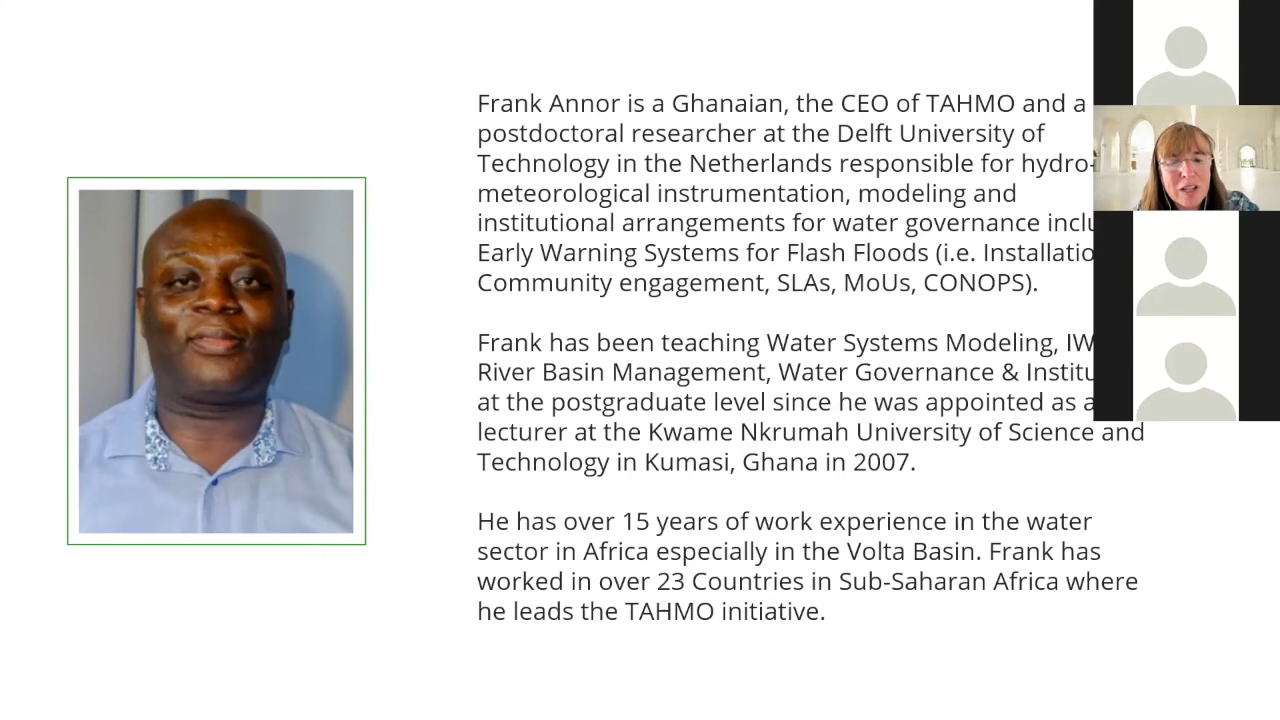 Frank Annor is a Ghanaian, the CEO of TAHMO and a
postdoctoral researcher at the Delft University of
Technology in the Netherlands responsible for hydro-
meteorological instrumentation, modeling and
institutional arrangements for water governance
Early Warning Systems for Flash Floods (i.e.
Community engagement, SLAs, MoUs, CONOPS).
Frank has been teaching Water Systems Modeling,
River Basin Management, Water Governance &
at the postgraduate level since he was appointed as a
lecturer at the Kwame Nkrumah University of Science and
Technology in Kumasi, Ghana in 2007.
He has over 15 years of work experience in the water
sector in Africa especially in the Volta Basin. Frank has
worked in over 23 Countries in Sub-Saharan Africa where
he leads the TAHMO initiative.